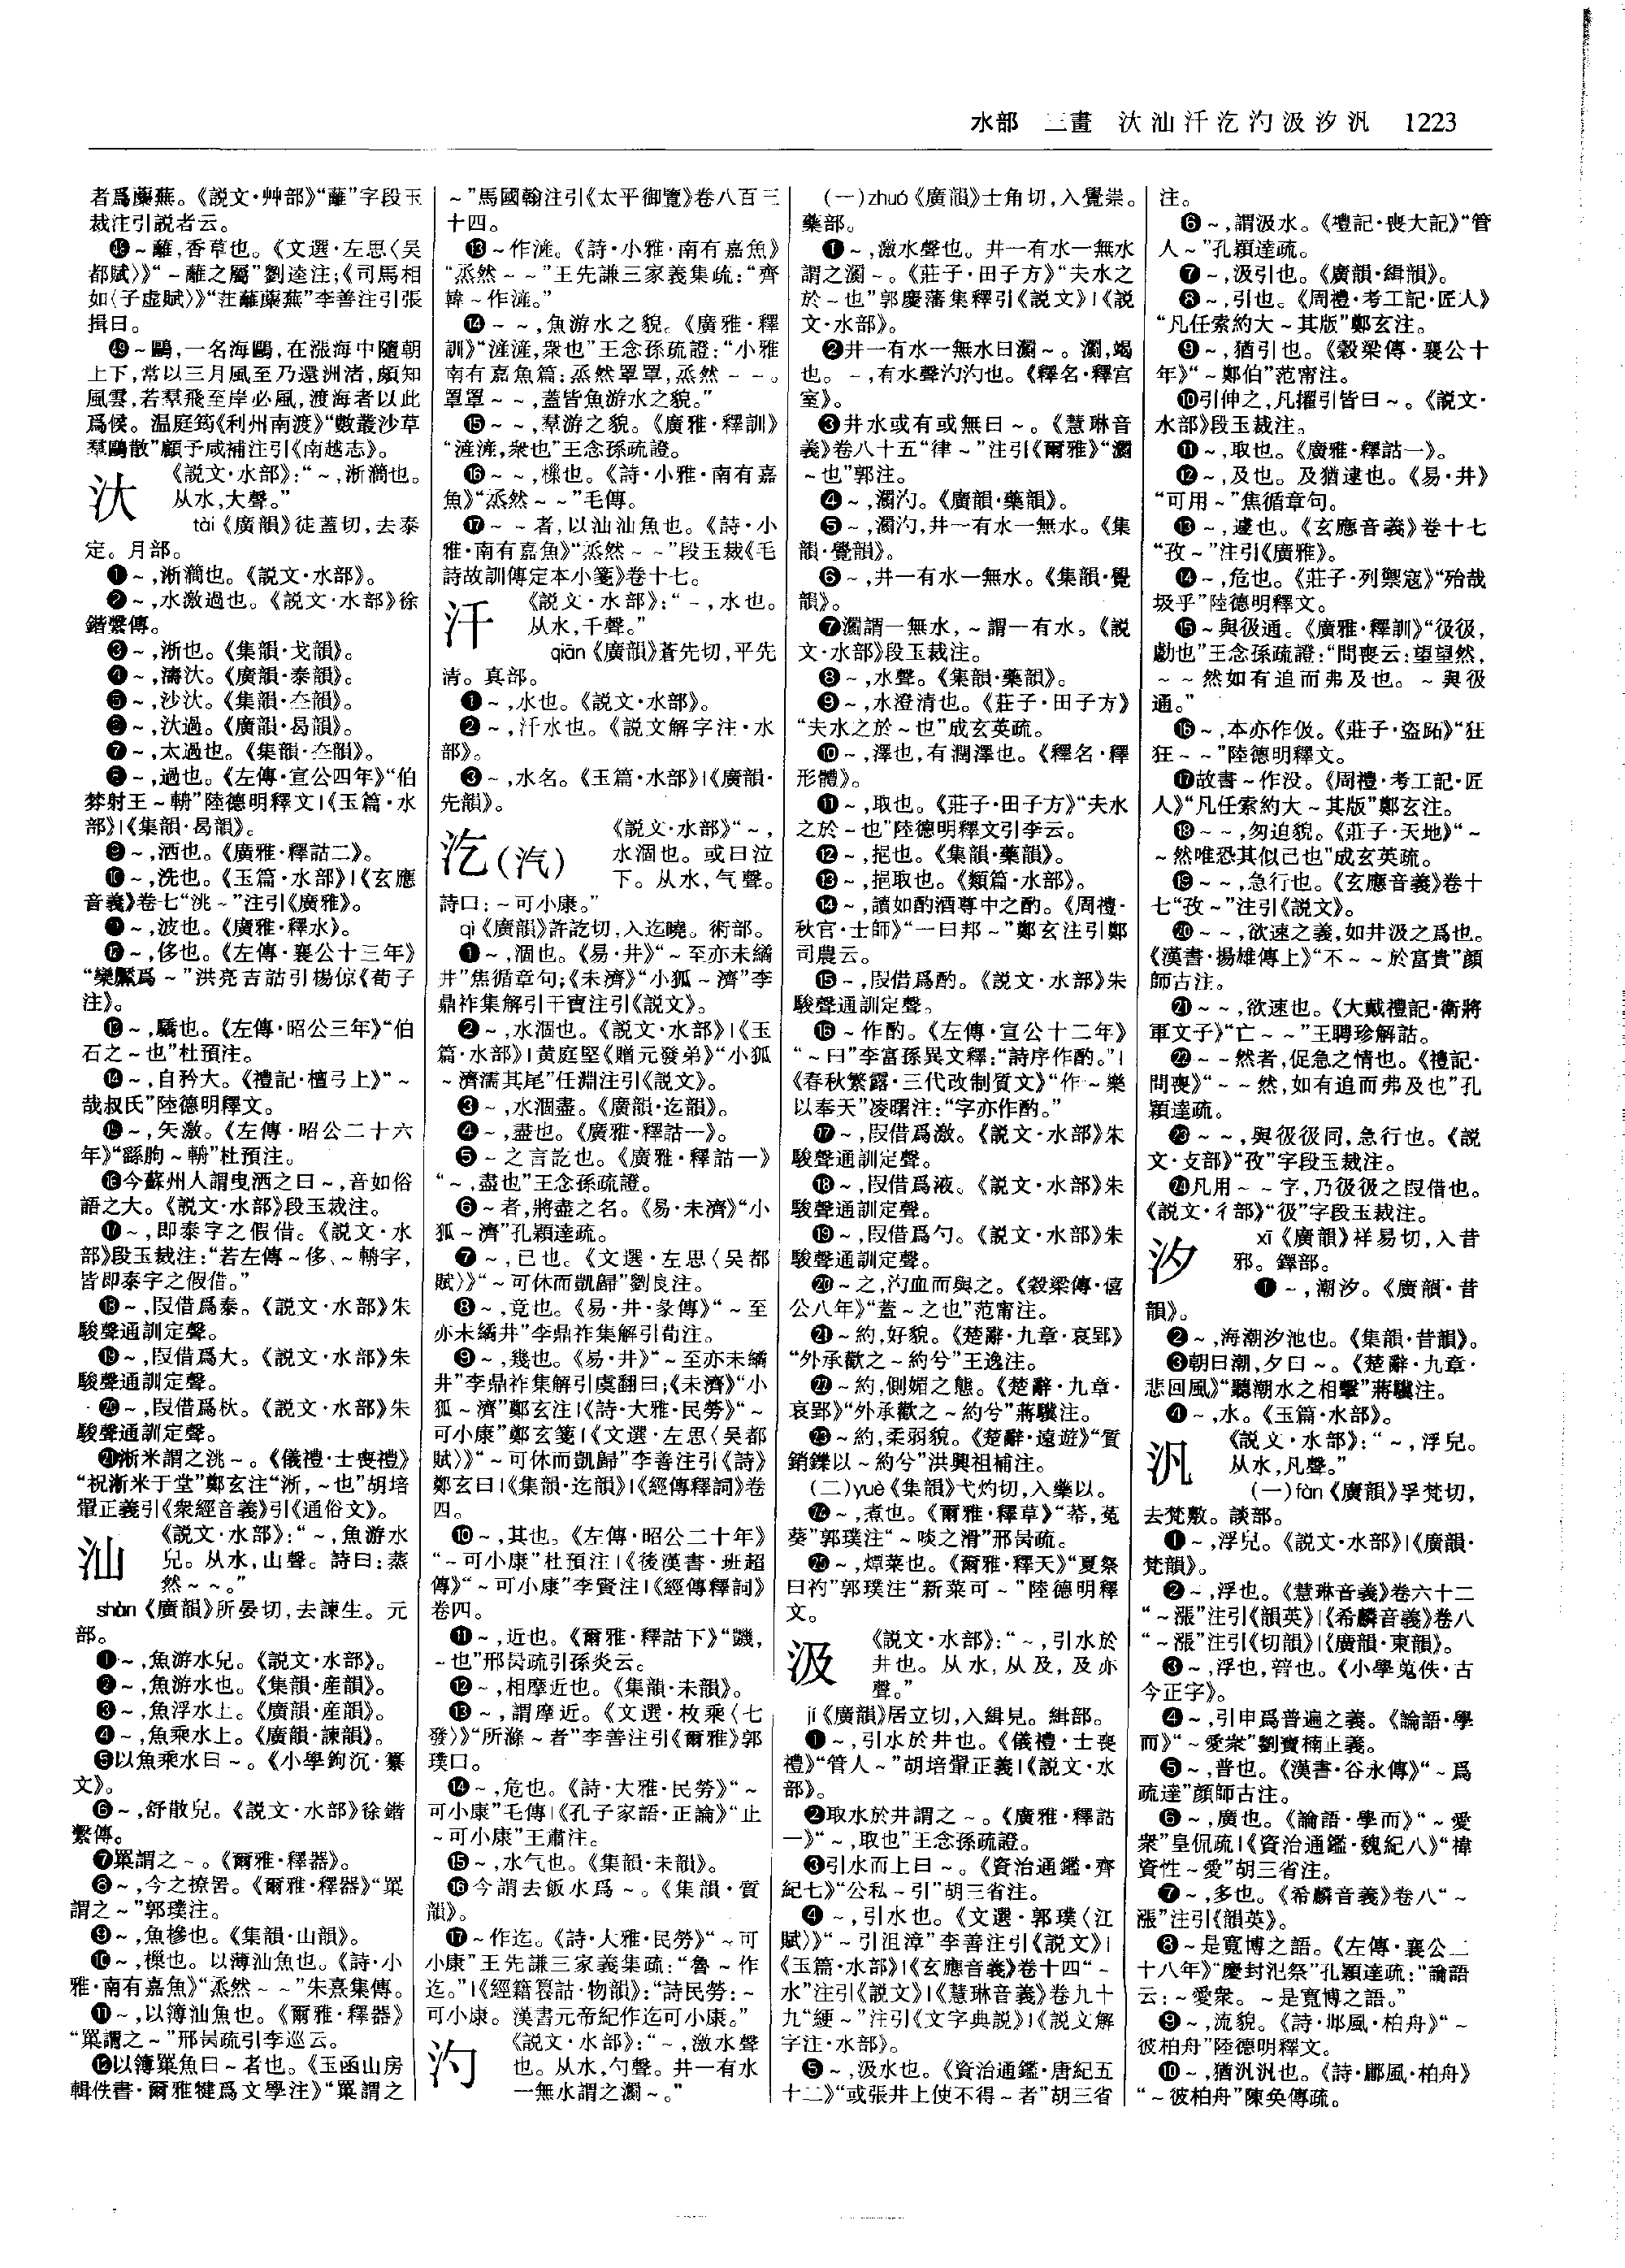 水部 三畫 汏汕汘汔汋汲汐汎 1223
者爲蘪蕪。《説文·艸部》“蘺”字段玉
裁注引説者云。
㊽~蘺,香草也。《文選·左思〈吴
都賦〉》“~蘺之屬”劉逵注;《司馬相
如〈子虚賦〉》“茳蘺蘪蕪”李善注引張
揖曰。
㊾~鷗,一名海鷗,在漲海中隨朝
上下,常以三月風至乃還洲渚,頗知
風雲,若羣飛至岸必風,渡海者以此
爲候。温庭筠《利州南渡》“數叢沙草
羣鷗散”顧予咸補注引《南越志》。
汏
《説文·水部》:“~,淅灡也。
从水,大聲。”
tài《廣韻》徒蓋切,去泰
定。月部。
❶~,淅灡也。《説文·水部》。
❷~,水激過也。《説文·水部》徐
鍇繫傳。
❸~,淅也。《集韻·戈韻》。
❹~,濤汏。《廣韻·泰韻》。
❺~,沙汏。《集韻·夳韻》。
❻~,汏過。《廣韻·曷韻》。
❼~,太過也。《集韻·夳韻》。
❽~,過也。《左傳·宣公四年》“伯
棼射王~輈”陸德明釋文|《玉篇·水
部》|《集韻·曷韻》。
❾~,洒也。《廣雅·釋詁二》。
❿~,洗也。《玉篇·水部》|《玄應
音義》卷七“洮~”注引《廣雅》。
⓫~,波也。《廣雅·釋水》。
⓬~,侈也。《左傳·襄公十三年》
“欒黶爲~”洪亮吉詁引楊倞《荀子
注》。
⓭~,驕也。《左傳·昭公三年》“伯
石之~也”杜預注。
⓮~,自矜大。《禮記·檀弓上》“~
哉叔氏”陸德明釋文。
⓯~,矢激。《左傳·昭公二十六
年》“繇朐~輈”杜預注。
⓰今蘇州人謂曳洒之曰~,音如俗
語之大。《説文·水部》段玉裁注。
⓱~,即泰字之假借。《説文·水
部》段玉裁注:“若左傳~侈、~輈字,
皆即泰字之假借。”
⓲~,叚借爲泰。《説文·水部》朱
駿聲通訓定聲。
⓳~,叚借爲大。《説文·水部》朱
駿聲通訓定聲。
⓴~,叚借爲杕。《説文·水部》朱
駿聲通訓定聲。
㉑淅米謂之洮~。《儀禮·士喪禮》
“祝淅米于堂”鄭玄注“淅,~也”胡培
翬正義引《衆經音義》引《通俗文》。
汕
《説文·水部》:“~,魚游水
皃。从水,山聲。詩曰:蒸
然~~。”
shàn《廣韻》所晏切,去諫生。元
部。
❶~,魚游水皃。《説文·水部》。
❷~,魚游水也。《集韻·産韻》。
❸~,魚浮水上。《廣韻·産韻》。
❹~,魚乘水上。《廣韻·諫韻》。
❺以魚乘水曰~。《小學鉤沉·纂
文》。
❻~,舒散皃。《説文·水部》徐鍇
繫傳。
❼罺謂之~。《爾雅·釋器》。
❽~,今之撩罟。《爾雅·釋器》“罺
謂之~”郭璞注。
❾~,魚槮也。《集韻·山韻》。
❿~,樔也。以薄汕魚也。《詩·小
雅·南有嘉魚》“烝然~~”朱熹集傳。
⓫~,以簿汕魚也。《爾雅·釋器》
“罺謂之~”邢昺疏引李巡云。
⓬以簿罺魚曰~者也。《玉函山房
輯佚書·爾雅犍爲文學注》“罺謂之
~”馬國翰注引《太平御覽》卷八百三
十四。
⓭~作漇。《詩·小雅·南有嘉魚》
“烝然~~”王先謙三家義集疏:“齊
韓~作漇。”
⓮~~,魚游水之貌。《廣雅·釋
訓》“漇漇,衆也”王念孫疏證:“小雅
南有嘉魚篇:烝然罩罩,烝然~~。
罩罩~~,蓋皆魚游水之貌。”
⓯~~,羣游之貌。《廣雅·釋訓》
“漇漇,衆也”王念孫疏證。
⓰~~,樔也。《詩·小雅·南有嘉
魚》“烝然~~”毛傳。
⓱~~者,以汕汕魚也。《詩·小
雅·南有嘉魚》“烝然~~”段玉裁《毛
詩故訓傳定本小箋》卷十七。
汘
《説文·水部》:“~,水也。
从水,千聲。”
qiān《廣韻》蒼先切,平先
清。真部。
❶~,水也。《説文·水部》。
❷~,汘水也。《説文解字注·水
部》。
❸~,水名。《玉篇·水部》|《廣韻·
先韻》。
汔(汽)
《説文·水部》“~,
水涸也。或曰泣
下。从水,气聲。
詩曰:~可小康。”
qì《廣韻》許訖切,入迄曉。術部。
❶~,涸也。《易·井》“~至亦未繘
井”焦循章句;《未濟》“小狐~濟”李
鼎祚集解引干寶注引《説文》。
❷~,水涸也。《説文·水部》|《玉
篇·水部》|黄庭堅《贈元發弟》“小狐
~濟濡其尾”任淵注引《説文》。
❸~,水涸盡。《廣韻·迄韻》。
❹~,盡也。《廣雅·釋詁一》。
❺~之言訖也。《廣雅·釋詁一》
“~,盡也”王念孫疏證。
❻~者,將盡之名。《易·未濟》“小
狐~濟”孔穎達疏。
❼~,已也。《文選·左思〈吴都
賦〉》“~可休而凱歸”劉良注。
❽~,竟也。《易·井·彖傳》“~至
亦未繘井”李鼎祚集解引荀注。
❾~,幾也。《易·井》“~至亦未繘
井”李鼎祚集解引虞翻曰;《未濟》“小
狐~濟”鄭玄注|《詩·大雅·民勞》“~
可小康”鄭玄箋|《文選·左思〈吴都
賦〉》“~可休而凱歸”李善注引《詩》
鄭玄曰|《集韻·迄韻》|《經傳釋詞》卷
四。
❿~,其也。《左傳·昭公二十年》
“~可小康”杜預注|《後漢書·班超
傳》“~可小康”李賢注|《經傳釋詞》
卷四。
⓫~,近也。《爾雅·釋詁下》“譏,
~也”邢昺疏引孫炎云。
⓬~,相摩近也。《集韻·未韻》。
⓭~,謂摩近。《文選·枚乘〈七
發〉》“所滌~者”李善注引《爾雅》郭
璞曰。
⓮~,危也。《詩·大雅·民勞》“~
可小康”毛傳|《孔子家語·正論》“止
~可小康”王肅注。
⓯~,水气也。《集韻·未韻》。
⓰今謂去飯水爲~。《集韻·質
韻》。
⓱~作迄。《詩·大雅·民勞》“~可
小康”王先謙三家義集疏:“魯~作
迄。”|《經籍籑詁·物韻》:“詩民勞:~
可小康。漢書元帝紀作迄可小康。”
汋
《説文·水部》:“~,激水聲
也。从水,勺聲。井一有水
一無水謂之瀱~。”
(一)zhuó《廣韻》士角切,入覺崇。
藥部。
❶~,激水聲也。井一有水一無水
謂之瀱~。《莊子·田子方》“夫水之
於~也”郭慶藩集釋引《説文》|《説
文·水部》。
❷井一有水一無水曰瀱~。瀱,竭
也。~,有水聲汋汋也。《釋名·釋宫
室》。
❸井水或有或無曰~。《慧琳音
義》卷八十五“律~”注引《爾雅》“瀱
~也”郭注。
❹~,瀱汋。《廣韻·藥韻》。
❺~,瀱汋,井一有水一無水。《集
韻·覺韻》。
❻~,井一有水一無水。《集韻·覺
韻》。
❼瀱謂一無水,~謂一有水。《説
文·水部》段玉裁注。
❽~,水聲。《集韻·藥韻》。
❾~,水澄清也。《莊子·田子方》
“夫水之於~也”成玄英疏。
❿~,澤也,有潤澤也。《釋名·釋
形體》。
⓫~,取也。《莊子·田子方》“夫水
之於~也”陸德明釋文引李云。
⓬~,挹也。《集韻·藥韻》。
⓭~,挹取也。《類篇·水部》。
⓮~,讀如酌酒尊中之酌。《周禮·
秋官·士師》“一曰邦~”鄭玄注引鄭
司農云。
⓯~,叚借爲酌。《説文·水部》朱
駿聲通訓定聲。
⓰~作酌。《左傳·宣公十二年》
“~曰”李富孫異文釋:“詩序作酌。”|
《春秋繁露·三代改制質文》“作~樂
以奉天”凌曙注:“字亦作酌。”
⓱~,叚借爲激。《説文·水部》朱
駿聲通訓定聲。
⓲~,叚借爲液。《説文·水部》朱
駿聲通訓定聲。
⓳~,叚借爲勺。《説文·水部》朱
駿聲通訓定聲。
⓴~之,汋血而與之。《穀梁傳·僖
公八年》“蓋~之也”范甯注。
㉑~約,好貌。《楚辭·九章·哀郢》
“外承歡之~約兮”王逸注。
㉒~約,側媚之態。《楚辭·九章·
哀郢》“外承歡之~約兮”蔣驥注。
㉓~約,柔弱貌。《楚辭·遠遊》“質
銷鑠以~約兮”洪興祖補注。
(二)yuè《集韻》弋灼切,入藥以。
㉔~,煮也。《爾雅·釋草》“蒡,菟
葵”郭璞注“~啖之滑”邢昺疏。
㉕~,煠菜也。《爾雅·釋天》“夏祭
曰礿”郭璞注“新菜可~”陸德明釋
文。
汲
《説文·水部》:“~,引水於
井也。从水,从及,及亦
聲。”
jí《廣韻》居立切,入緝見。緝部。
❶~,引水於井也。《儀禮·士喪
禮》“管人~”胡培翬正義|《説文·水
部》。
❷取水於井謂之~。《廣雅·釋詁
一》“~,取也”王念孫疏證。
❸引水而上曰~。《資治通鑑·齊
紀七》“公私~引”胡三省注。
❹~,引水也。《文選·郭璞〈江
賦〉》“~引沮漳”李善注引《説文》|
《玉篇·水部》|《玄應音義》卷十四“~
水”注引《説文》|《慧琳音義》卷九十
九“綆~”注引《文字典説》|《説文解
字注·水部》。
❺~,汲水也。《資治通鑑·唐紀五
十二》“或張井上使不得~者”胡三省
注。
❻~,謂汲水。《禮記·喪大記》“管
人~”孔穎達疏。
❼~,汲引也。《廣韻·緝韻》。
❽~,引也。《周禮·考工記·匠人》
“凡任索約大~其版”鄭玄注。
❾~,猶引也。《穀梁傳·襄公十
年》“~鄭伯”范甯注。
❿引伸之,凡擢引皆曰~。《説文·
水部》段玉裁注。
⓫~,取也。《廣雅·釋詁一》。
⓬~,及也。及猶逮也。《易·井》
“可用~”焦循章句。
⓭~,遽也。《玄應音義》卷十七
“孜~”注引《廣雅》。
⓮~,危也。《莊子·列禦寇》“殆哉
圾乎”陸德明釋文。
⓯~與彶通。《廣雅·釋訓》“彶彶,
勮也”王念孫疏證:“問喪云:望望然,
~~然如有追而弗及也。~與彶
通。”
⓰~,本亦作伋。《莊子·盗跖》“狂
狂~~”陸德明釋文。
⓱故書~作没。《周禮·考工記·匠
人》“凡任索約大~其版”鄭玄注。
⓲~~,匆迫貌。《莊子·天地》“~
~然唯恐其似己也”成玄英疏。
⓳~~,急行也。《玄應音義》卷十
七“孜~”注引《説文》。
⓴~~,欲速之義,如井汲之爲也。
《漢書·揚雄傳上》“不~~於富貴”顔
師古注。
㉑~~,欲速也。《大戴禮記·衛將
軍文子》“亡~~”王聘珍解詁。
㉒~~然者,促急之情也。《禮記·
問喪》“~~然,如有追而弗及也”孔
穎達疏。
㉓~~,與彶彶同,急行也。《説
文·攴部》“孜”字段玉裁注。
㉔凡用~~字,乃彶彶之叚借也。
《説文·彳部》“彶”字段玉裁注。
汐
xī《廣韻》祥易切,入昔
邪。鐸部。
❶~,潮汐。《廣韻·昔
韻》。
❷~,海潮汐池也。《集韻·昔韻》。
❸朝曰潮,夕曰~。《楚辭·九章·
悲回風》“聽潮水之相擊”蔣驥注。
❹~,水。《玉篇·水部》。
汎
《説文·水部》:“~,浮皃。
从水,凡聲。”
(一)fàn《廣韻》孚梵切,
去梵敷。談部。
❶~,浮皃。《説文·水部》|《廣韻·
梵韻》。
❷~,浮也。《慧琳音義》卷六十二
“~漲”注引《韻英》|《希麟音義》卷八
“~漲”注引《切韻》|《廣韻·東韻》。
❸~,浮也,簪也。《小學蒐佚·古
今正字》。
❹~,引申爲普遍之義。《論語·學
而》“~愛衆”劉寶楠正義。
❺~,普也。《漢書·谷永傳》“~爲
疏達”顔師古注。
❻~,廣也。《論語·學而》“~愛
衆”皇侃疏|《資治通鑑·魏紀八》“禕
資性~愛”胡三省注。
❼~,多也。《希麟音義》卷八“~
漲”注引《韻英》。
❽~是寬博之語。《左傳·襄公二
十八年》“慶封汜祭”孔穎達疏:“論語
云:~愛衆。~是寬博之語。”
❾~,流貌。《詩·邶風·柏舟》“~
彼柏舟”陸德明釋文。
❿~,猶汎汎也。《詩·鄘風·柏舟》
“~彼柏舟”陳奂傳疏。